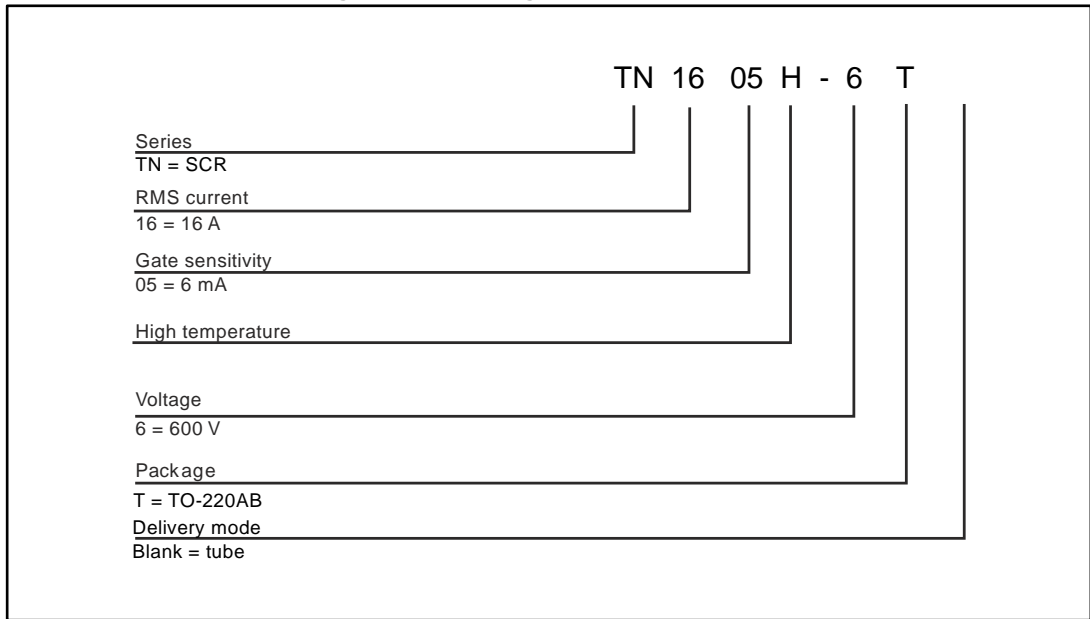 TN 16 05 H - 6 T
Series
TN = SCR
RMS current
16 = 16 A
Gate sensitivity
05 = 6 mA
High temperature
Voltage
6 = 600 V
Package
T = TO-220AB
Delivery mode
Blank = tube